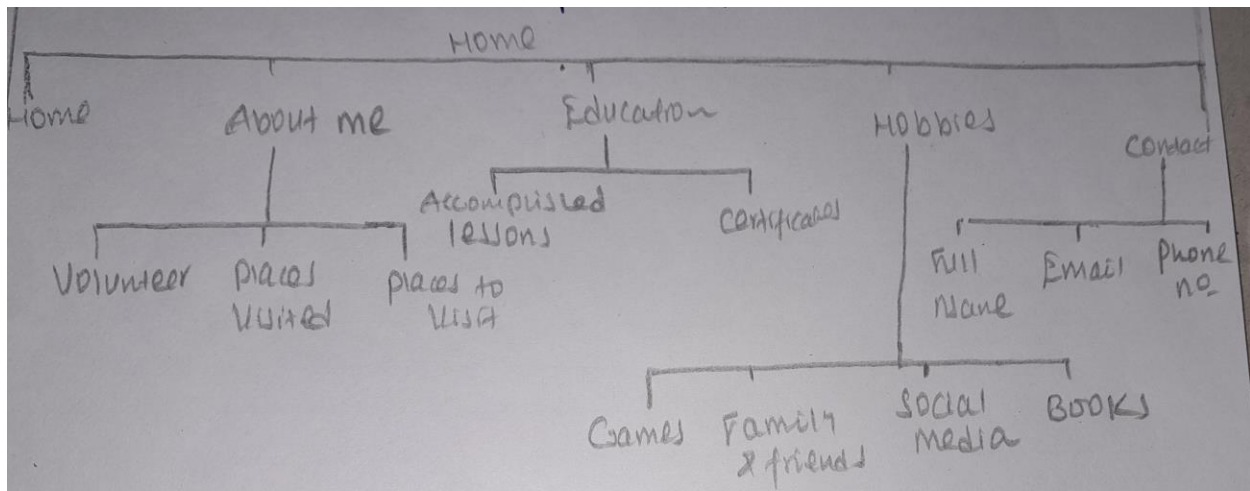 Home
Home
About me
Education
Hobbies
Contact
Accomplished
lessons
Certificates
Volunteer
places
visited
places to
visit
Full
Name
Email
Phone
no
Games
Family
& friends
Social
media
Books